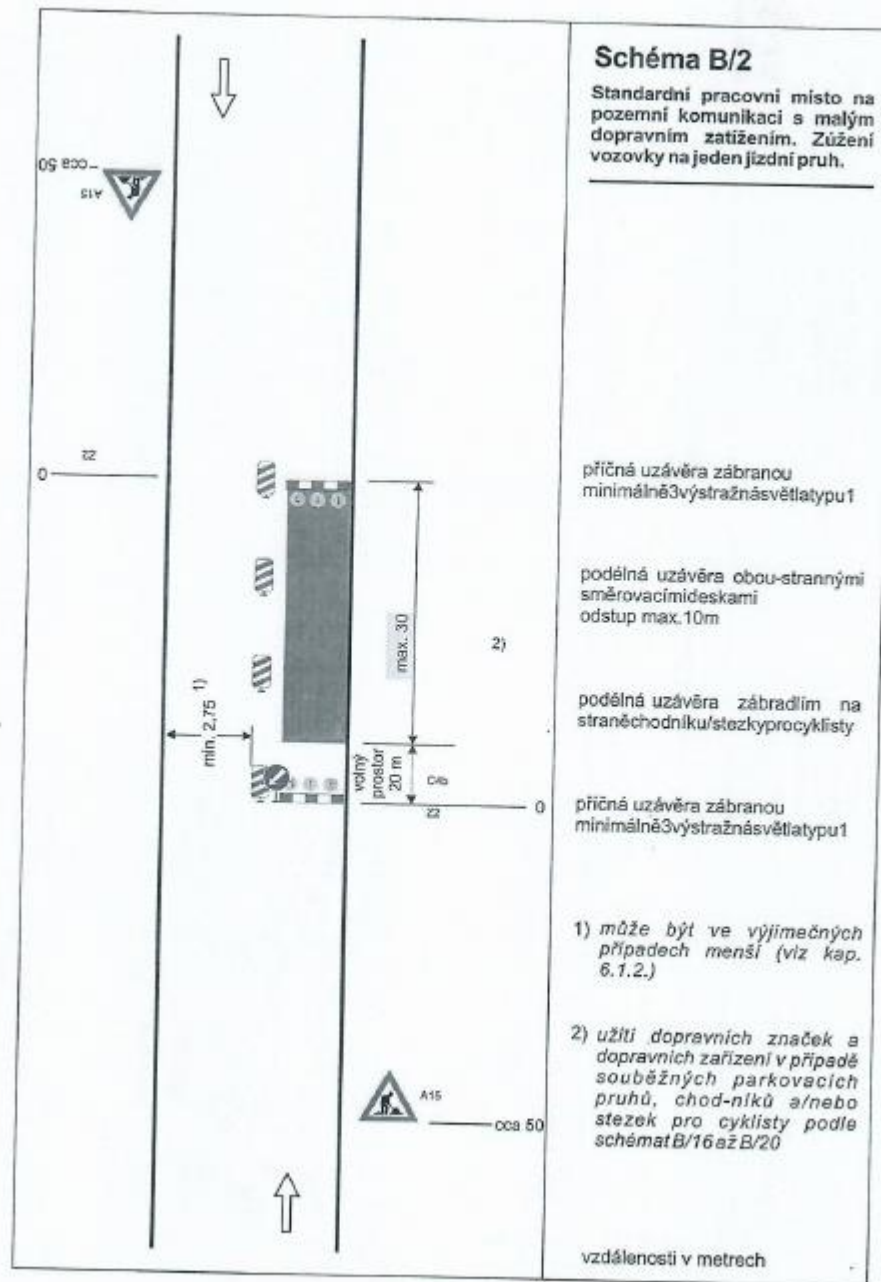 Schéma B/2
Standardní pracovní místo na
pozemní komunikaci s malým
dopravním zatížením. Zúžení
vozovky na jeden jízdní pruh.
cca 50
A15
Z2
0
příčná uzávěra zábranou
minimálně3výstražnásvětlatypu1
podélná uzávěra obou-strannými
směrovacímideskami
odstup max.10m
max. 30
2)
podélná uzávěra zábradlím na
straněchodníku/stezkyprocyklisty
min. 2,75 1)
volný
prostor
20 m
C4b
Z2
0
příčná uzávěra zábranou
minimálně3výstražnásvětlatypu1
1) může být ve výjimečných
případech menší (viz kap.
6.1.2.)
2) užití dopravních značek a
dopravních zařízení v případě
souběžných parkovacích
pruhů, chod-níků a/nebo
stezek pro cyklisty podle
schématB/16ažB/20
A15
cca 50
vzdálenosti v metrech